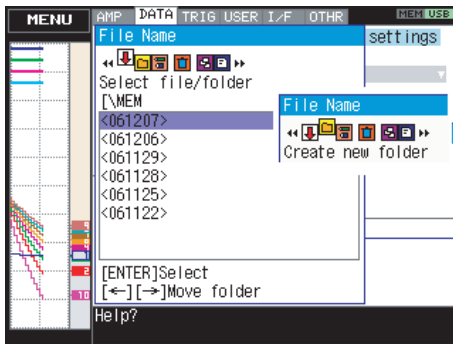 MENU
AMP DATA TRIG USER I/F OTHR
MEM USB
File Name
settings
Select file/folder
[\MEM
<061207>
<061206>
<061129>
<061128>
<061125>
<061122>
File Name
Create new folder
[ENTER]Select
[←][→]Move folder
Help?
10